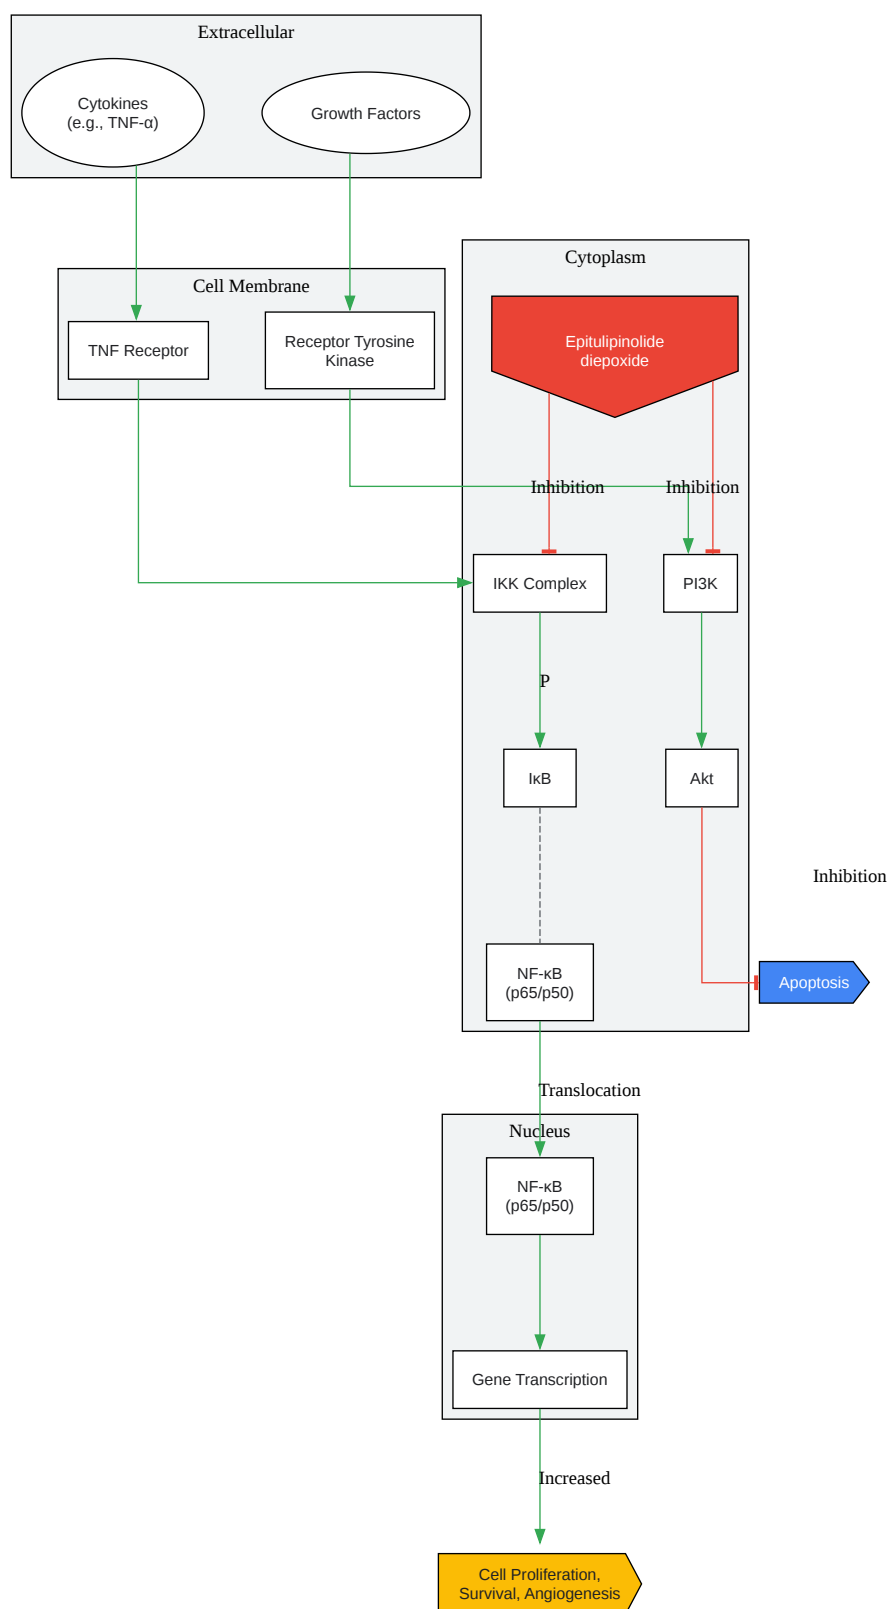 Extracellular
Cytokines
(e.g., TNF-α)
Growth Factors
Cytoplasm
Cell Membrane
TNF Receptor
Receptor Tyrosine
Kinase
Epitulipinolide
diepoxide
Inhibition
Inhibition
IKK Complex
PI3K
P
IκB
Akt
Inhibition
NF-κB
(p65/p50)
Apoptosis
Translocation
Nucleus
NF-κB
(p65/p50)
Gene Transcription
Increased
Cell Proliferation,
Survival, Angiogenesis